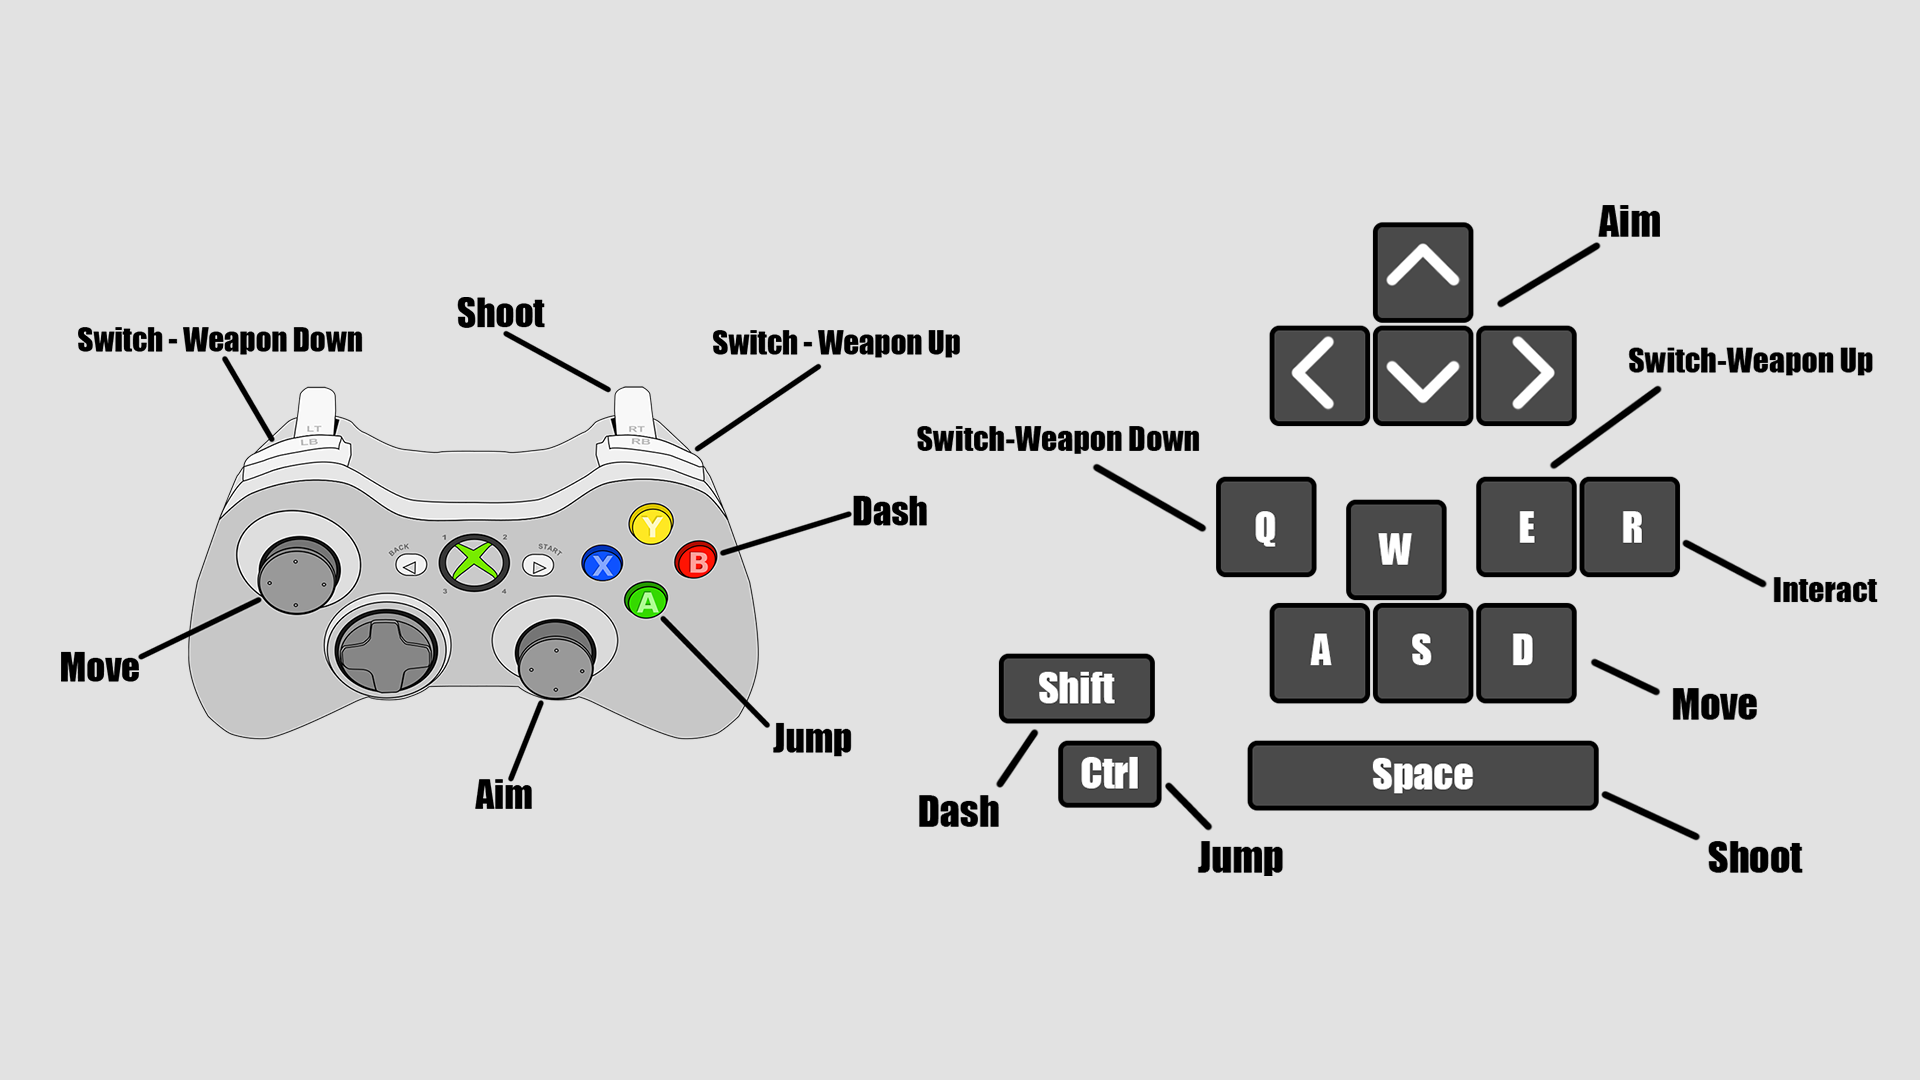 Switch - Weapon Down
Shoot
Switch - Weapon Up
LT
LB
RT
RB
Dash
BACK
1
2
3
4
START
Y
X
B
A
Move
Jump
Aim
Aim
Switch-Weapon Up
Switch-Weapon Down
Q
W
E
R
Interact
A
S
D
Move
Shift
Ctrl
Space
Dash
Jump
Shoot